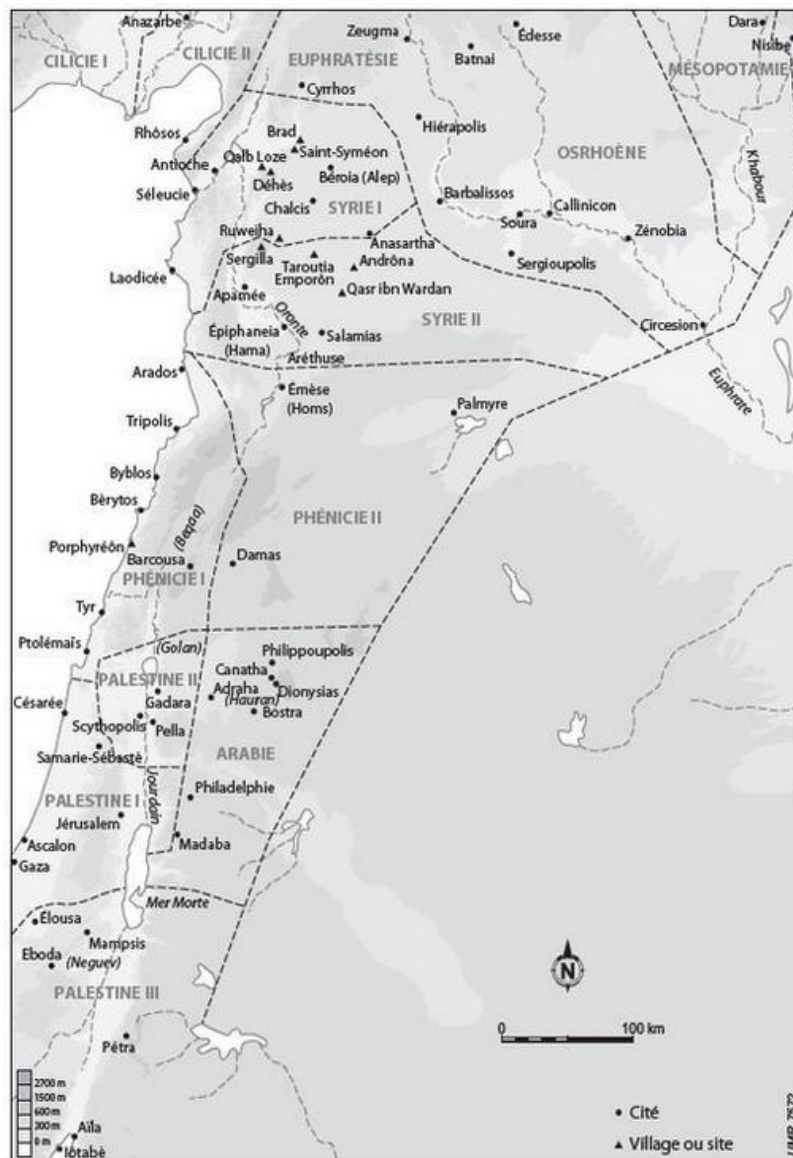 Anazarbe
Zeugma
Édesse
Dara
Nisibe
CILICIE I
CILICIE II
EUPHRATÉSIE
Batnai
MÉSOPOTAMIE
Cyrrhos
Hiérapolis
Rhôsos
Brad
Saint-Syméon
OSRHOÈNE
Khabour
Antioche
Qalb Loze
Béroia (Alep)
Séleucie
Déhès
Chalcis
SYRIE I
Barbalissos
Callinicon
Soura
Ruweiha
Anasartha
Zénobia
Sergilla
Taroutia
Emporôn
Andrôna
Sergioupolis
Laodicée
Apamée
Qasr ibn Wardan
Oronte
SYRIE II
Circesion
Épiphaneia
(Hama)
Salamias
Aréthuse
Arados
Émèse
(Homs)
Palmyre
Euphrate
Tripolis
Byblos
Bèrytos
(Beqaa)
PHÉNICIE II
Porphyréôn
Barcousa
Damas
PHÉNICIE I
Tyr
Ptolémaïs
(Golan)
Philippoupolis
PALESTINE II
Canatha
Adraha
Dionysias
Césarée
Gadara
(Hauran)
Scythopolis
Pella
Bostra
Samarie-Sébastè
ARABIE
Jourdain
PALESTINE I
Philadelphie
Jérusalem
Ascalon
Madaba
Gaza
Mer Morte
Élousa
Mampsis
Eboda
(Neguev)
N
PALESTINE III
0 100 km
Pétra
2700 m
1500 m
600 m
300 m
0 m
Aïla
Iotabè
Cité
Village ou site
UMR 7572